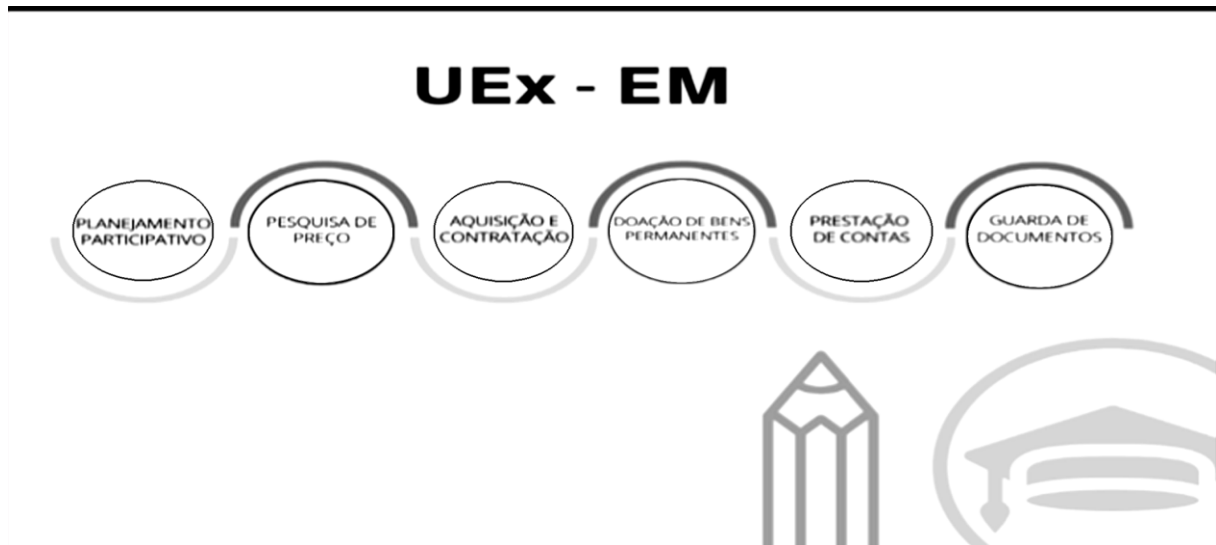 UEx - EM
PLANEJAMENTO
PARTICIPATIVO
PESQUISA DE
PREÇO
AQUISIÇÃO E
CONTRATAÇÃO
DOAÇÃO DE BENS
PERMANENTES
PRESTAÇÃO
DE CONTAS
GUARDA DE
DOCUMENTOS